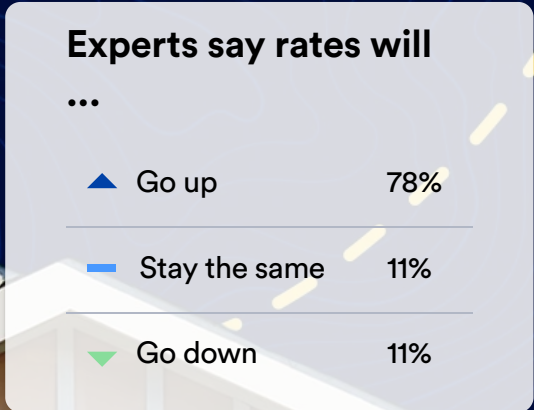 Experts say rates will
...
Go up 78%
Stay the same 11%
Go down 11%